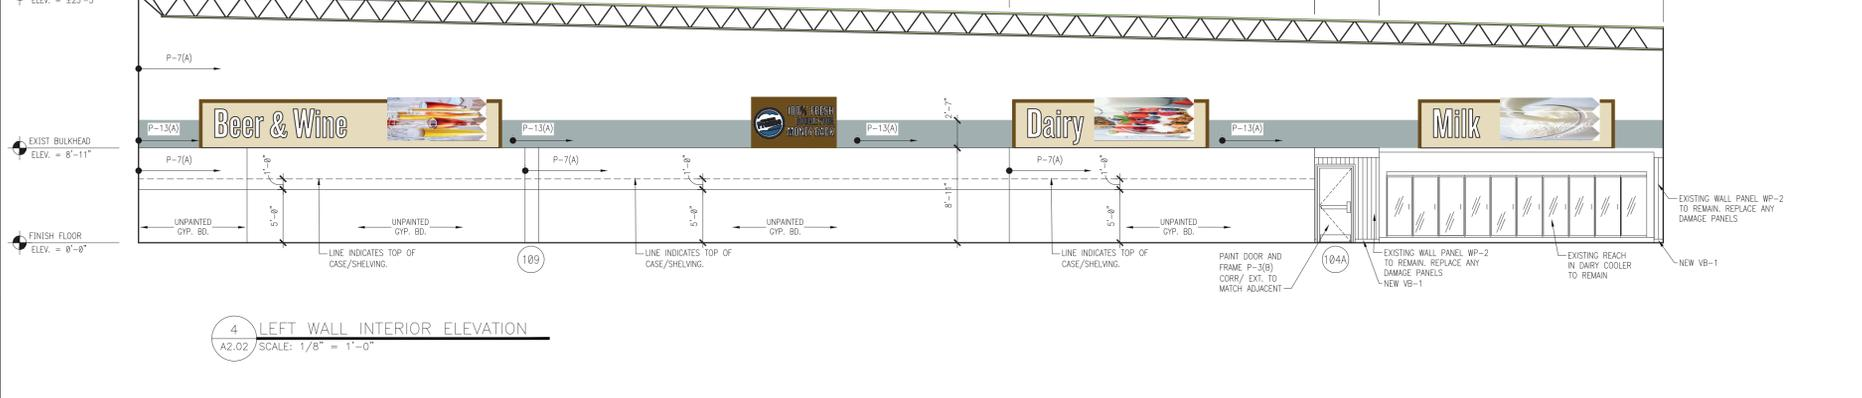 ELEV. = ±23'-3"
P-7(A)
Beer & Wine
100% FRESH
MONEY BACK
2'-7"
Dairy
Milk
P-13(A)
P-13(A)
P-13(A)
P-13(A)
EXIST BULKHEAD
ELEV. = 8'-11"
P-7(A)
P-7(A)
P-7(A)
1'-0"
1'-0"
1'-0"
5'-0"
5'-0"
8'-11"
5'-0"
UNPAINTED
GYP. BD.
UNPAINTED
GYP. BD.
UNPAINTED
GYP. BD.
UNPAINTED
GYP. BD.
EXISTING WALL PANEL WP-2
TO REMAIN. REPLACE ANY
DAMAGE PANELS
FINISH FLOOR
ELEV. = 0'-0"
LINE INDICATES TOP OF
CASE/SHELVING.
109
LINE INDICATES TOP OF
CASE/SHELVING.
LINE INDICATES TOP OF
CASE/SHELVING.
PAINT DOOR AND
FRAME P-3(B)
CORR/ EXT. TO
MATCH ADJACENT
104A
EXISTING WALL PANEL WP-2
TO REMAIN. REPLACE ANY
DAMAGE PANELS
NEW VB-1
EXISTING REACH
IN DAIRY COOLER
TO REMAIN
NEW VB-1
4
A2.02
LEFT WALL INTERIOR ELEVATION
SCALE: 1/8" = 1'-0"